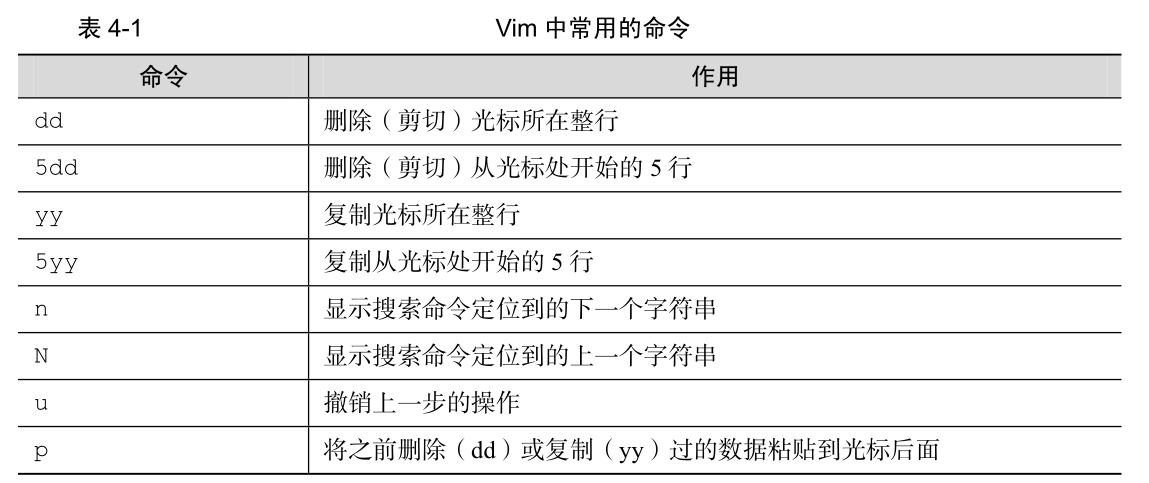 表 4-1 Vim 中常用的命令
命令 作用
dd 删除（剪切）光标所在整行
5dd 删除（剪切）从光标处开始的 5 行
yy 复制光标所在整行
5yy 复制从光标处开始的 5 行
n 显示搜索命令定位到的下一个字符串
N 显示搜索命令定位到的上一个字符串
u 撤销上一步的操作
p 将之前删除（dd）或复制（yy）过的数据粘贴到光标后面